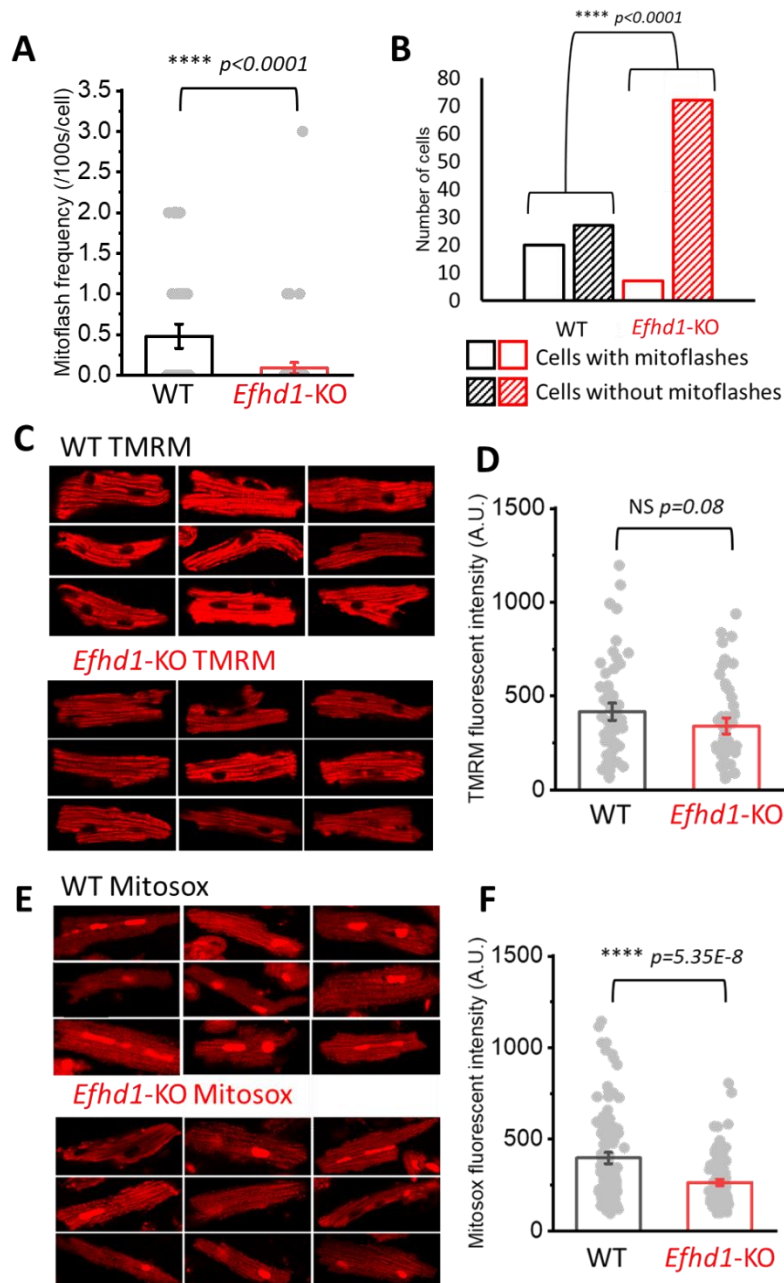 A
**** p<0.0001
Mitoflash frequency (/100s/cell)
3.5
3.0
2.5
2.0
1.5
1.0
0.5
0.0
WT
Efhd1-KO
B
**** p<0.0001
Number of cells
80
70
60
50
40
30
20
10
0
WT
Efhd1-KO
Cells with mitoflashes
Cells without mitoflashes
C
WT TMRM
Efhd1-KO TMRM
D
TMRM fluorescent intensity (A.U.)
1500
1000
500
0
NS p=0.08
WT
Efhd1-KO
E
WT Mitosox
Efhd1-KO Mitosox
F
Mitosox fluorescent intensity (A.U.)
1500
1000
500
0
**** p=5.35E-8
WT
Efhd1-KO